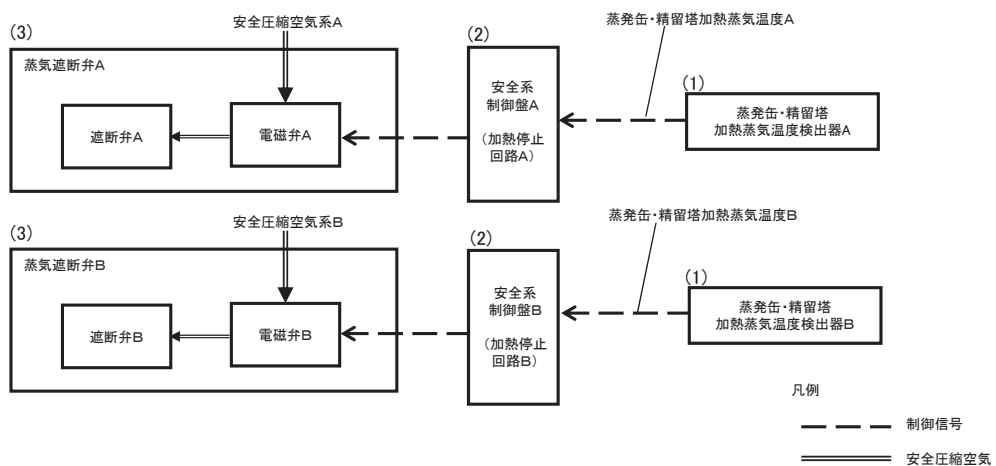 (3)
安全圧縮空気系A
蒸気遮断弁A
遮断弁A
電磁弁A
(2)
安全系
制御盤A
(加熱停止
回路A)
蒸発缶・精留塔加熱蒸気温度A
(1)
蒸発缶・精留塔
加熱蒸気温度検出器A
(3)
安全圧縮空気系B
蒸気遮断弁B
遮断弁B
電磁弁B
(2)
安全系
制御盤B
(加熱停止
回路B)
蒸発缶・精留塔加熱蒸気温度B
(1)
蒸発缶・精留塔
加熱蒸気温度検出器B
凡例
制御信号
安全圧縮空気